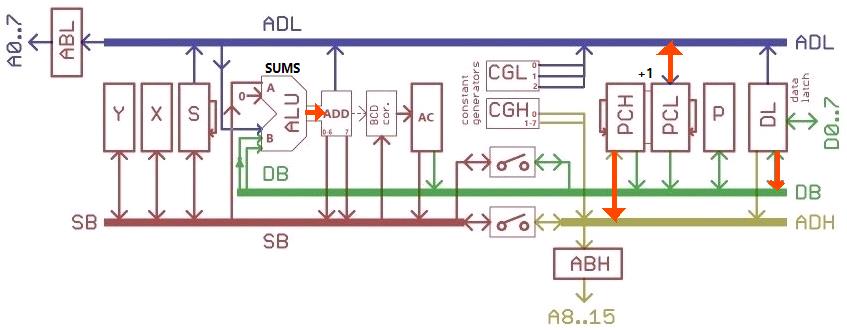 ADL
ADL
A0..7
ABL
SUMS
Y
X
S
0
A
B
ALU
ADD
0-6
7
BCD
cor.
AC
constant
generators
CGL
0
1
2
CGH
0
1-7
PCH
+1
PCL
P
DL
data
latch
D0..7
DB
DB
SB
SB
ADH
ABH
A8..15